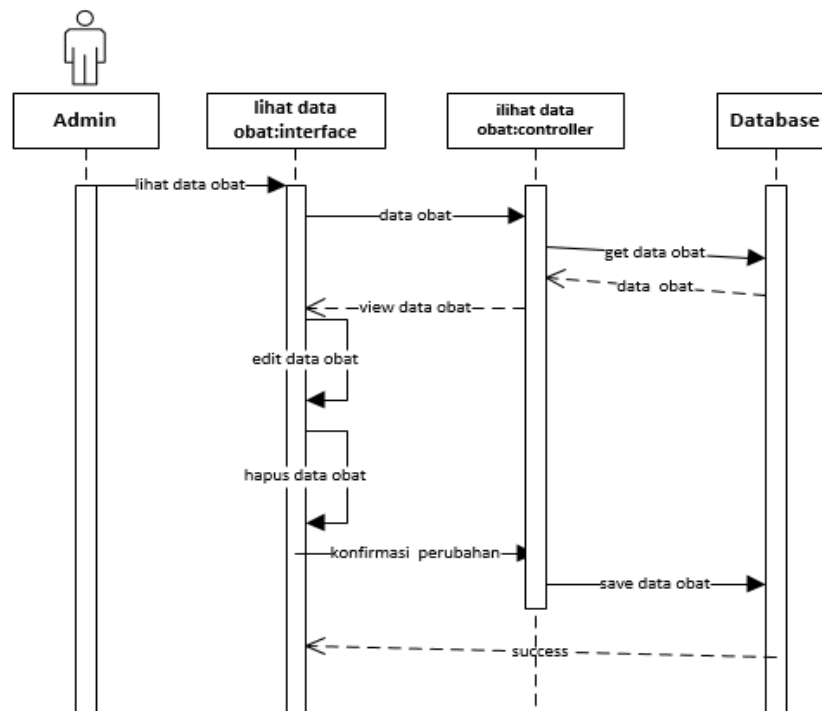 Admin
lihat data
obat:interface
ilihat data
obat:controller
Database
lihat data obat
data obat
get data obat
data obat
view data obat
edit data obat
hapus data obat
konfirmasi perubahan
save data obat
success